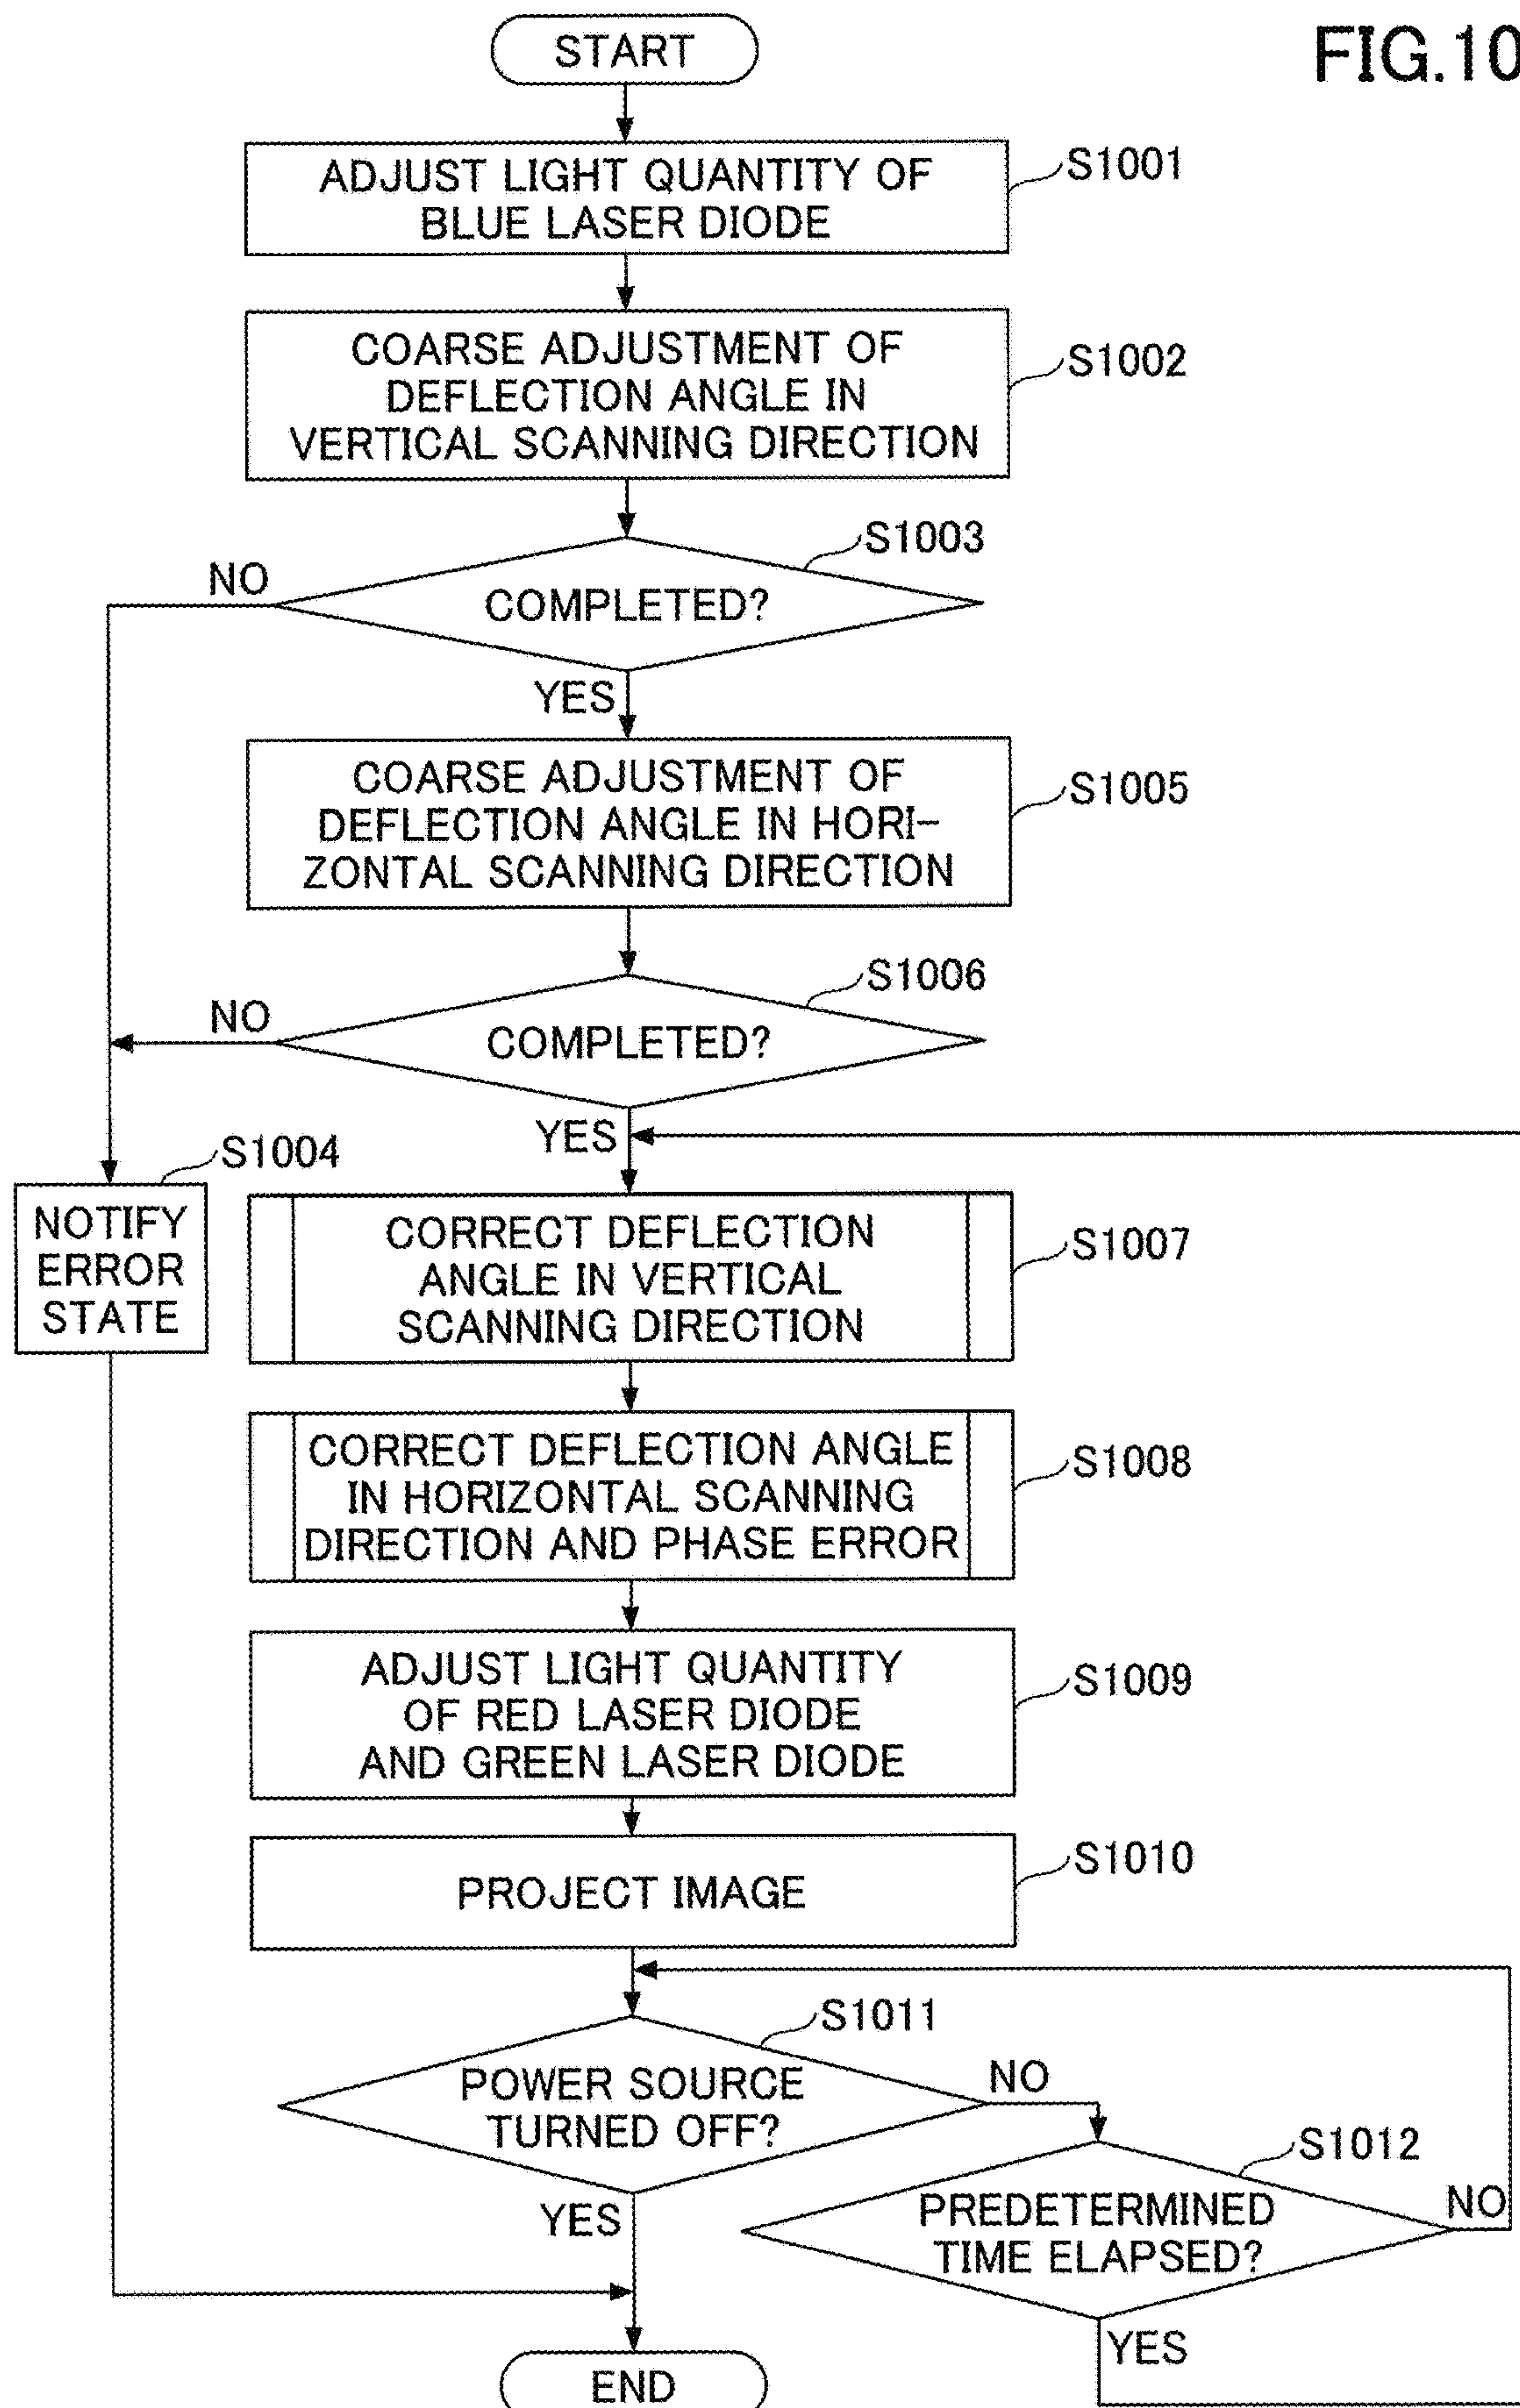 FIG.10
START
ADJUST LIGHT QUANTITY OF
BLUE LASER DIODE
S1001
COARSE ADJUSTMENT OF
DEFLECTION ANGLE IN
VERTICAL SCANNING DIRECTION
S1002
S1003
NO
COMPLETED?
YES
COARSE ADJUSTMENT OF
DEFLECTION ANGLE IN HORI-
ZONTAL SCANNING DIRECTION
S1005
S1006
NO
COMPLETED?
YES
S1004
NOTIFY
ERROR
STATE
CORRECT DEFLECTION
ANGLE IN VERTICAL
SCANNING DIRECTION
S1007
CORRECT DEFLECTION ANGLE
IN HORIZONTAL SCANNING
DIRECTION AND PHASE ERROR
S1008
ADJUST LIGHT QUANTITY
OF RED LASER DIODE
AND GREEN LASER DIODE
S1009
PROJECT IMAGE
S1010
S1011
POWER SOURCE
TURNED OFF?
NO
YES
S1012
PREDETERMINED
TIME ELAPSED?
NO
YES
END